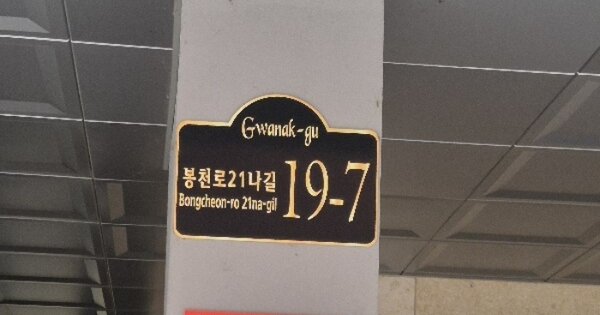 Gwanak-gu
봉천로21나길
Bongcheon-ro 21na-gil
19-7